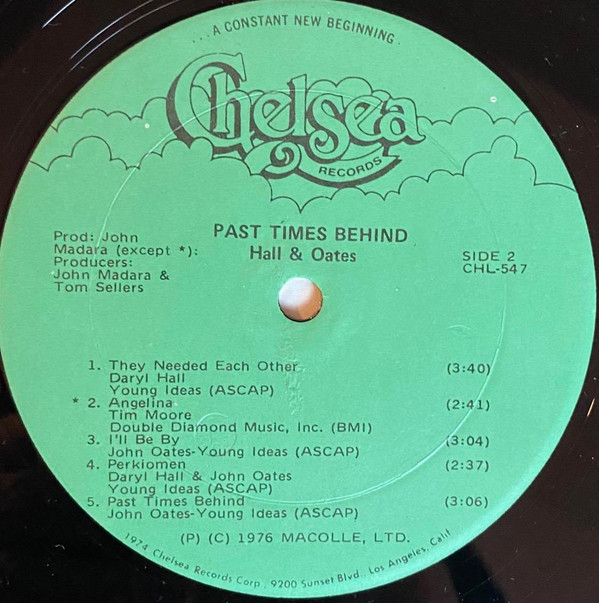 ...A CONSTANT NEW BEGINNING.
Chelsea
RECORDS
PAST TIMES BEHIND
Hall & Oates
Prod: John
Madara (except *):
Producers:
John Madara &
Tom Sellers
SIDE 2
CHL-547
1. They Needed Each Other (3:40)
Daryl Hall
Young Ideas (ASCAP)
* 2. Angelina (2:41)
Tim Moore
Double Diamond Music, Inc. (BMI)
3. I'll Be By (3:04)
John Oates-Young Ideas (ASCAP)
4. Perkiomen (2:37)
Daryl Hall & John Oates
Young Ideas (ASCAP)
5. Past Times Behind (3:06)
John Oates-Young Ideas (ASCAP)
(P) (C) 1976 MACOLLE, LTD.
1974 Chelsea Records Corp., 9200 Sunset Blvd., Los Angeles, Calif